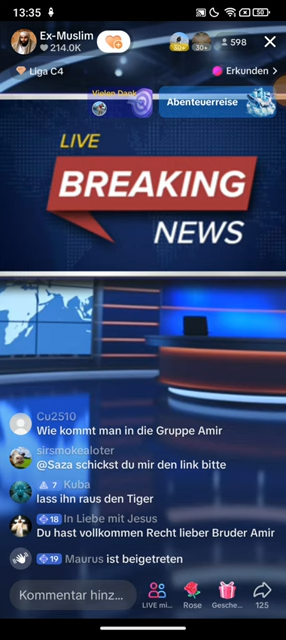 13:35
50
Ex-Muslim
214.0K
50+
30+
598
Liga C4
Erkunden
Vielen Dank
Abenteuerreise
LIVE
BREAKING
NEWS
Cu2510
Wie kommt man in die Gruppe Amir
sirsmokealoter
@Saza schickst du mir den link bitte
7 Kuba
lass ihn raus den Tiger
18 In Liebe mit Jesus
Du hast vollkommen Recht lieber Bruder Amir
19 Maurus ist beigetreten
Kommentar hinz...
LIVE mi...
Rose
Gesche...
125